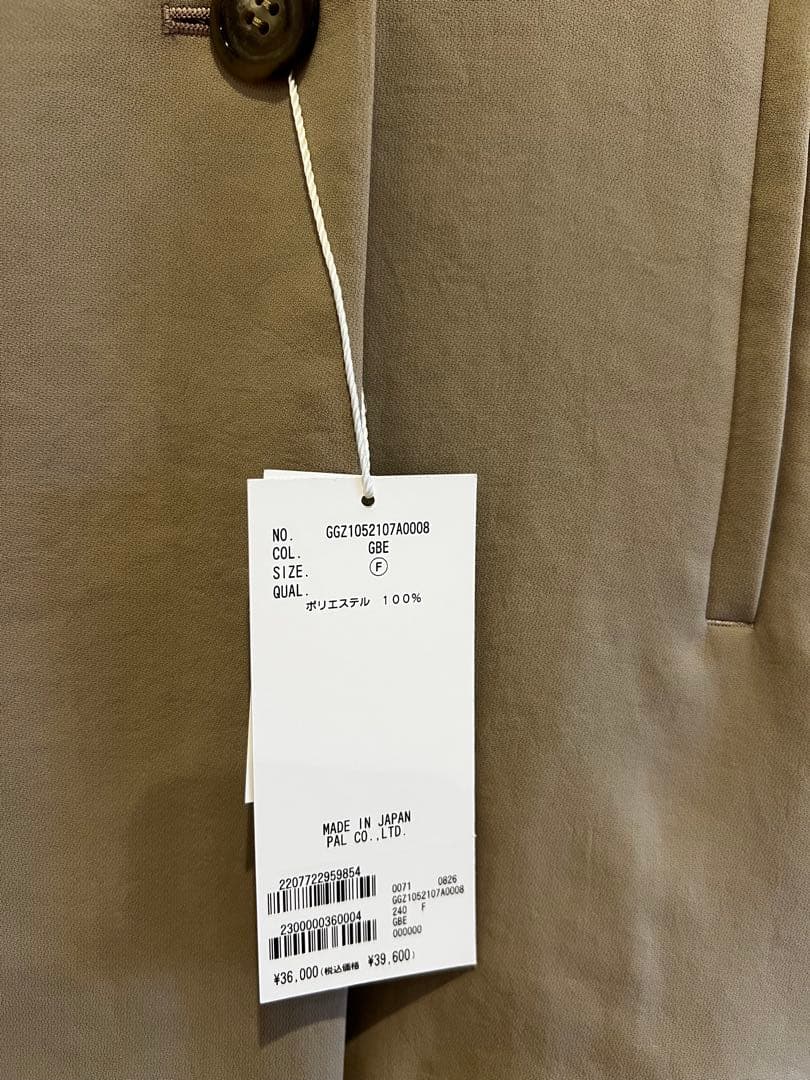 NO. GGZ1052107A0008
COL. GBE
SIZE. F
QUAL.
ポリエステル 100%
MADE IN JAPAN
PAL CO.,LTD.
2207722959854
2300000360004
0071 0826
GGZ1052107A0008
240 F
GBE
000000
¥36,000(税込価格 ¥39,600)